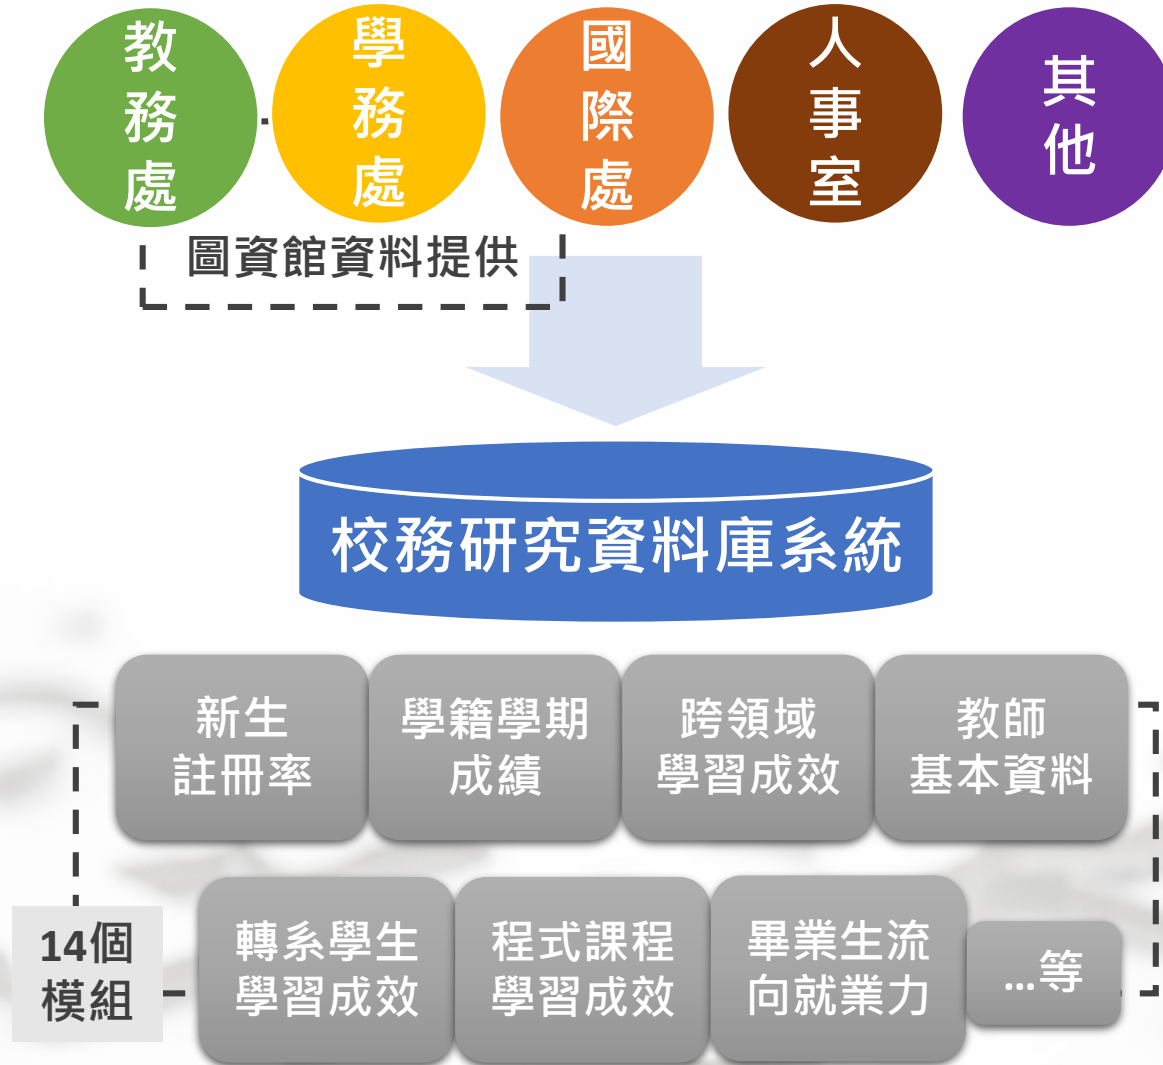 教務處
學務處
國際處
人事室
其他
圖資館資料提供
校務研究資料庫系統
新生
註冊率
學籍學期
成績
跨領域
學習成效
教師
基本資料
14個
模組
轉系學生
學習成效
程式課程
學習成效
畢業生流
向就業力
...等